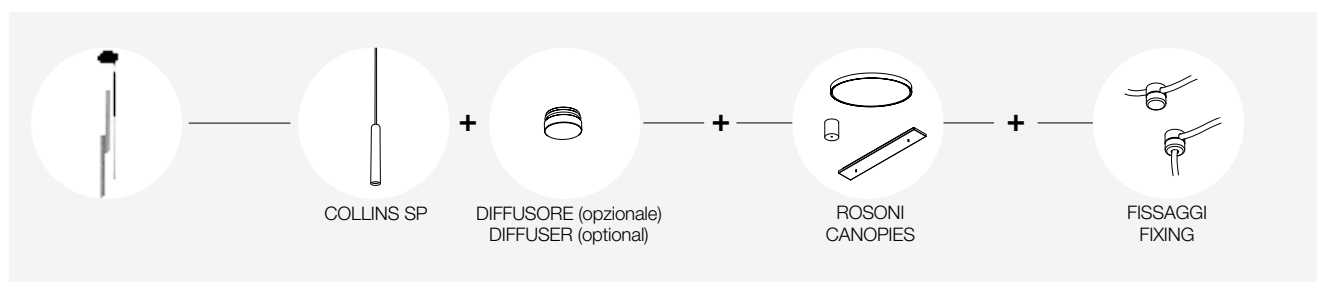 +
+
+
COLLINS SP
DIFFUSORE (opzionale)
DIFFUSER (optional)
ROSONI
CANOPIES
FISSAGGI
FIXING